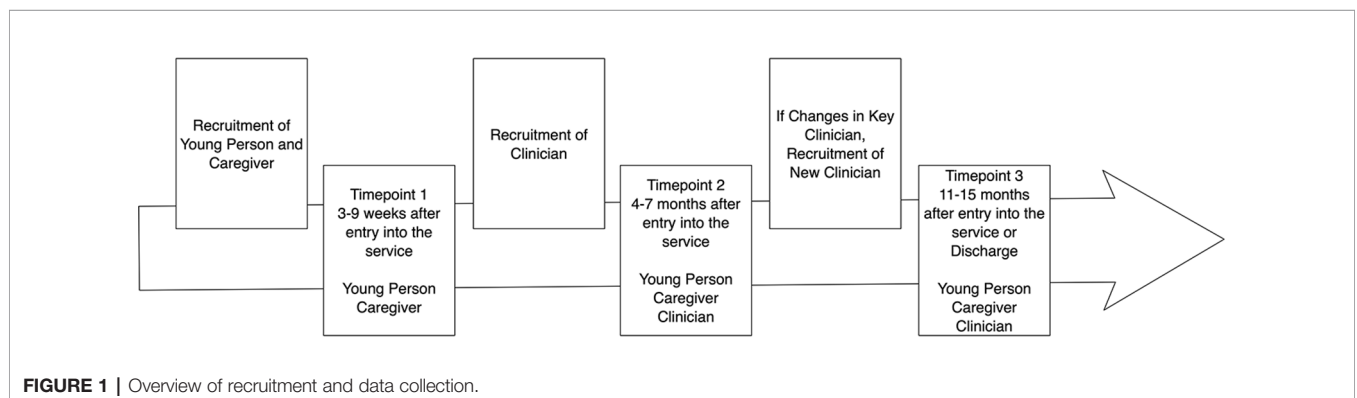 Recruitment of
Young Person and
Caregiver
Timepoint 1
3-9 weeks after
entry into the
service
Young Person
Caregiver
Recruitment of
Clinician
Timepoint 2
4-7 months after
entry into the
service
Young Person
Caregiver
Clinician
If Changes in Key
Clinician,
Recruitment of
New Clinician
Timepoint 3
11-15 months
after entry into the
service or
Discharge
Young Person
Caregiver
Clinician
FIGURE 1 | Overview of recruitment and data collection.